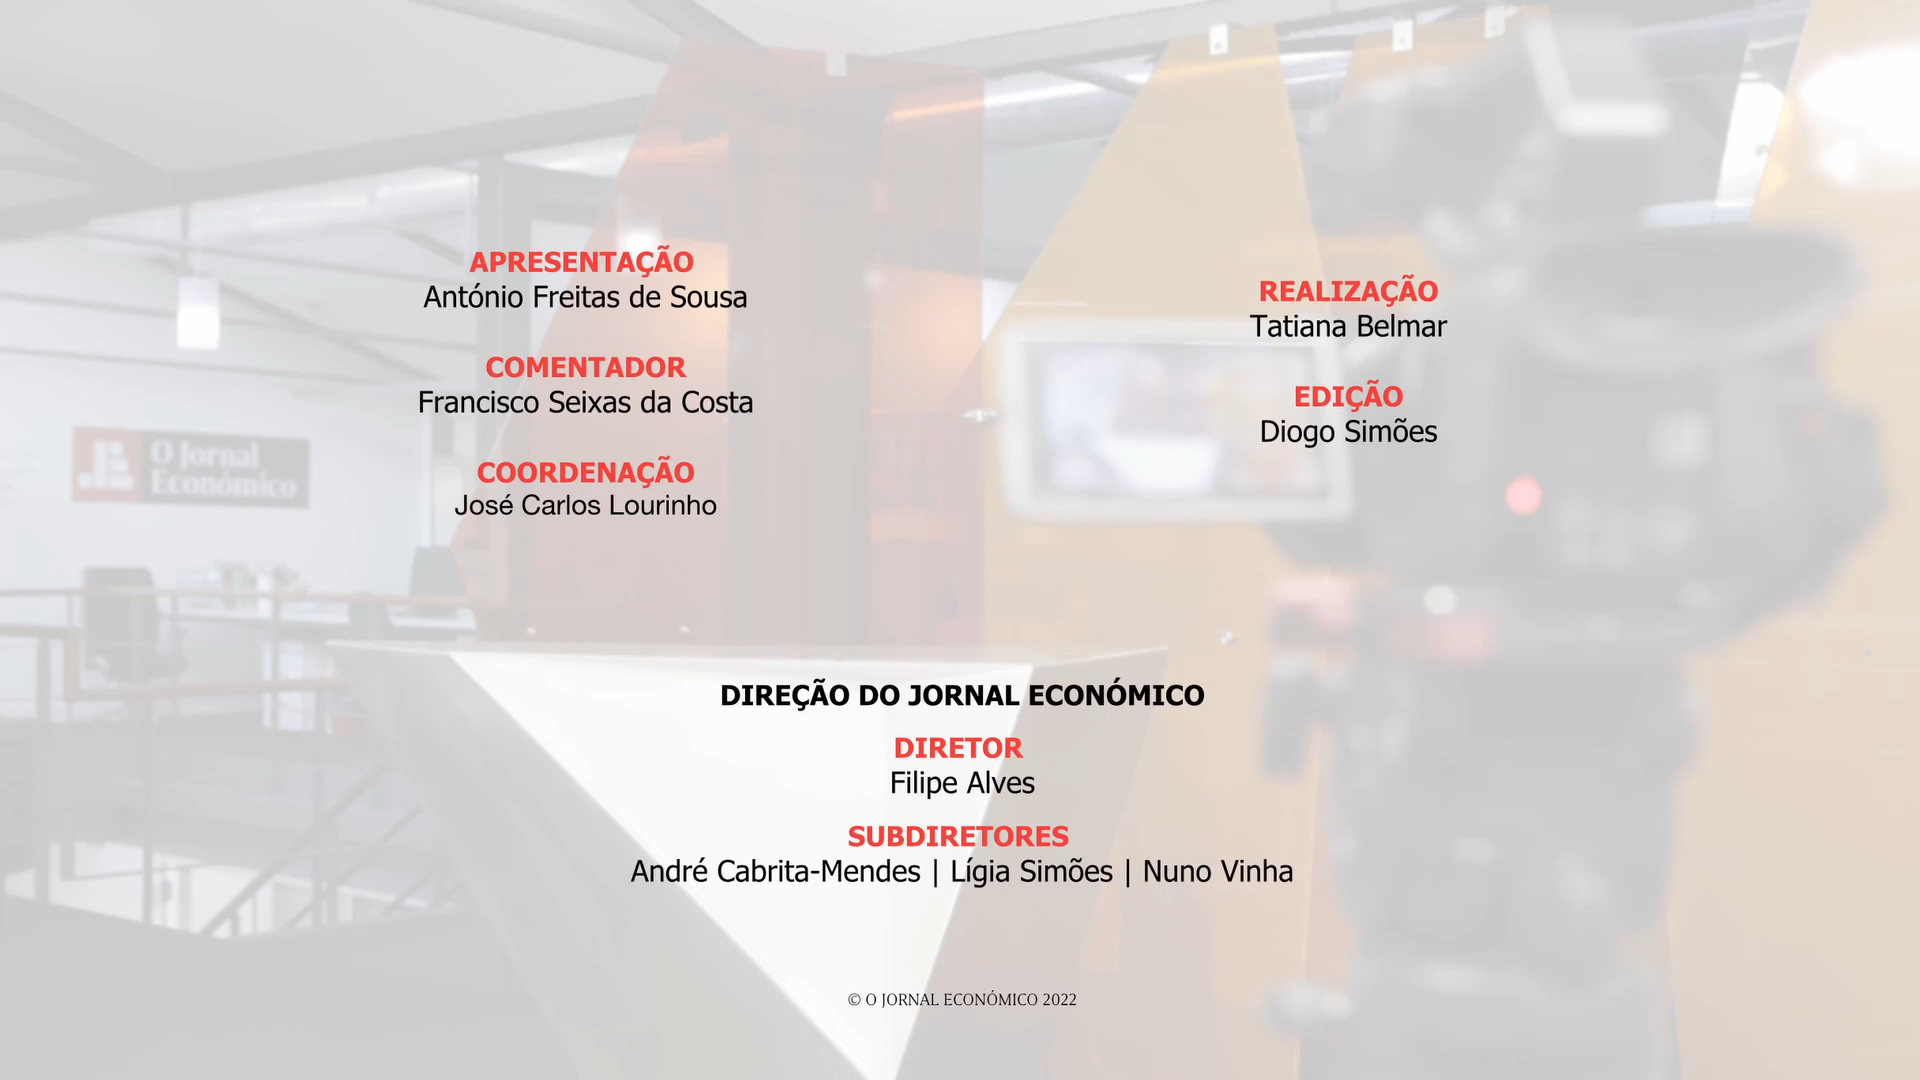 APRESENTAÇÃO
António Freitas de Sousa
COMENTADOR
Francisco Seixas da Costa
COORDENAÇÃO
José Carlos Lourinho
REALIZAÇÃO
Tatiana Belmar
EDIÇÃO
Diogo Simões
O Jornal
Económico
DIREÇÃO DO JORNAL ECONÓMICO
DIRETOR
Filipe Alves
SUBDIRETORES
André Cabrita-Mendes | Lígia Simões | Nuno Vinha
© O JORNAL ECONÓMICO 2022